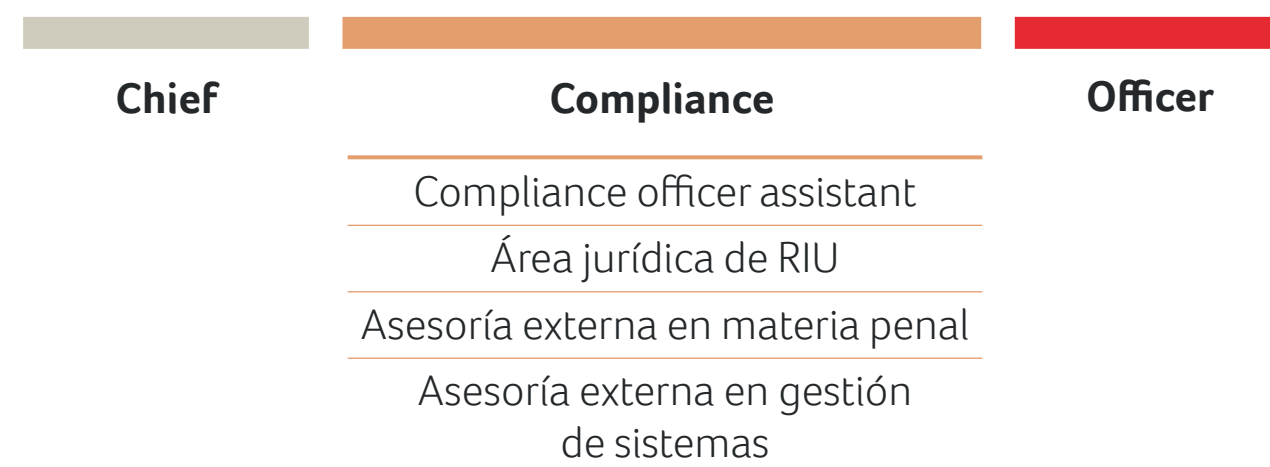 Chief
Compliance
Officer
Compliance officer assistant
Área jurídica de RIU
Asesoría externa en materia penal
Asesoría externa en gestión
de sistemas